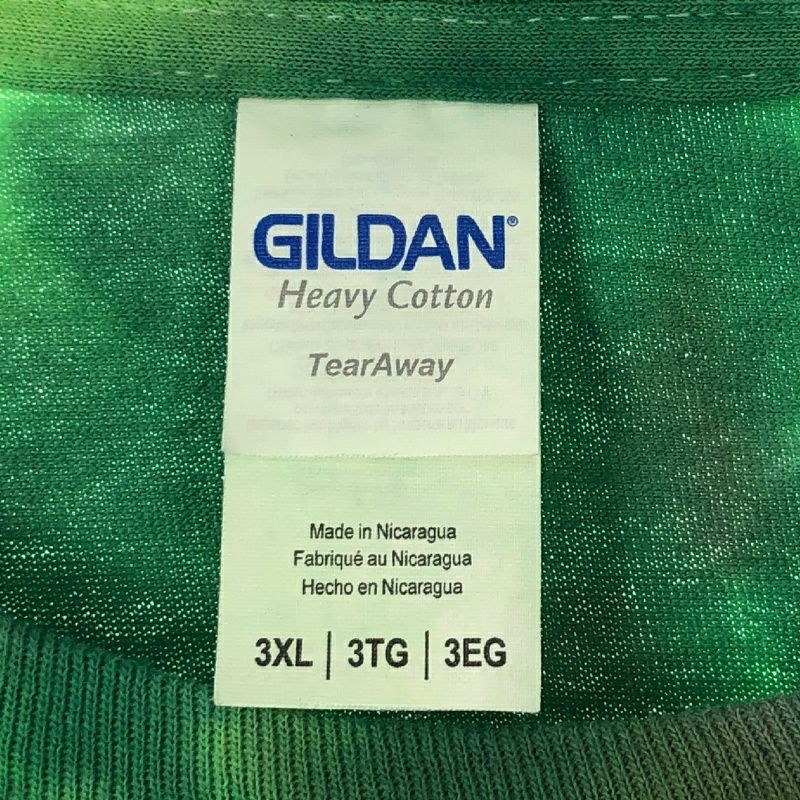 GILDAN®
Heavy Cotton
TearAway
Made in Nicaragua
Fabriqué au Nicaragua
Hecho en Nicaragua
3XL | 3TG | 3EG